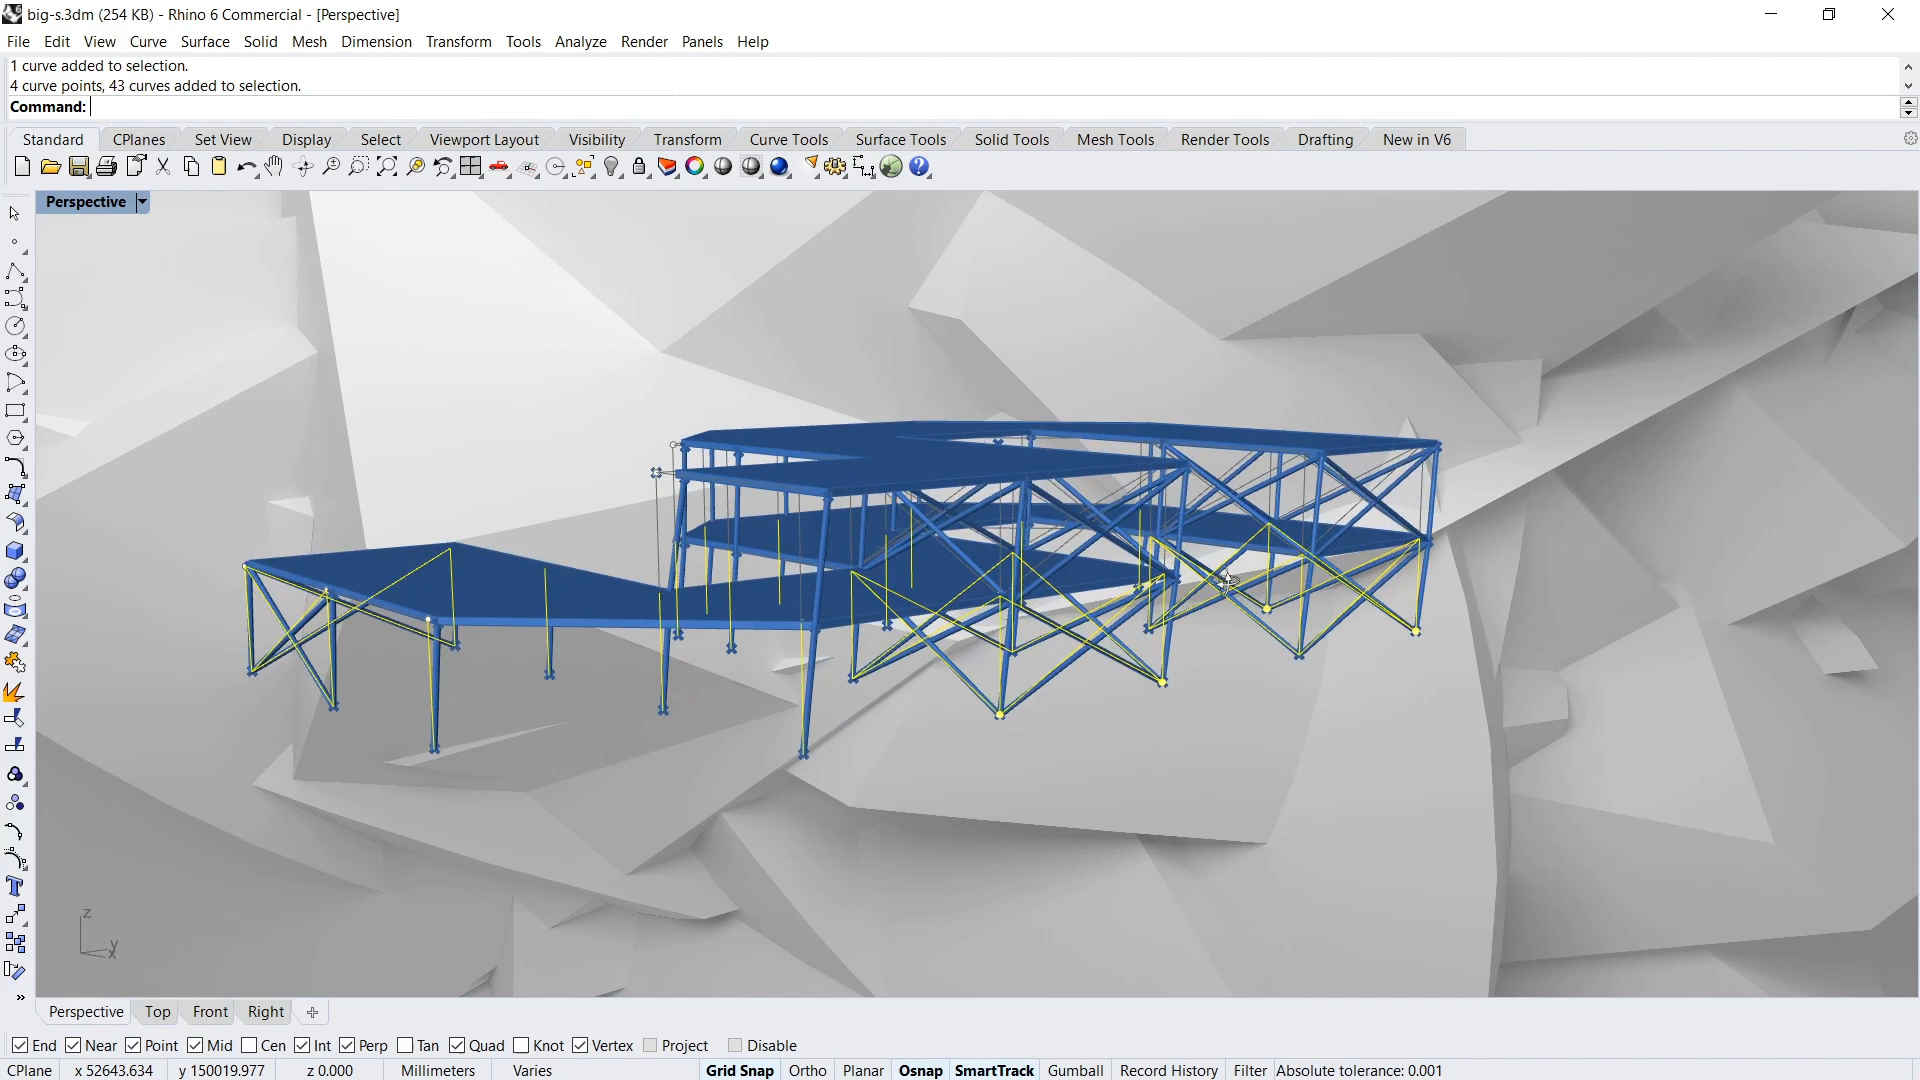 big-s.3dm (254 KB) - Rhino 6 Commercial - [Perspective]
File Edit View Curve Surface Solid Mesh Dimension Transform Tools Analyze Render Panels Help
1 curve added to selection.
4 curve points, 43 curves added to selection.
Command:
Standard CPlanes Set View Display Select Viewport Layout Visibility Transform Curve Tools Surface Tools Solid Tools Mesh Tools Render Tools Drafting New in V6
Perspective
z
y
x
Perspective Top Front Right
End Near Point Mid Cen Int Perp Tan Quad Knot Vertex Project Disable
CPlane x 52643.634 y 150019.977 z 0.000 Millimeters Varies Grid Snap Ortho Planar Osnap SmartTrack Gumball Record History Filter Absolute tolerance: 0.001